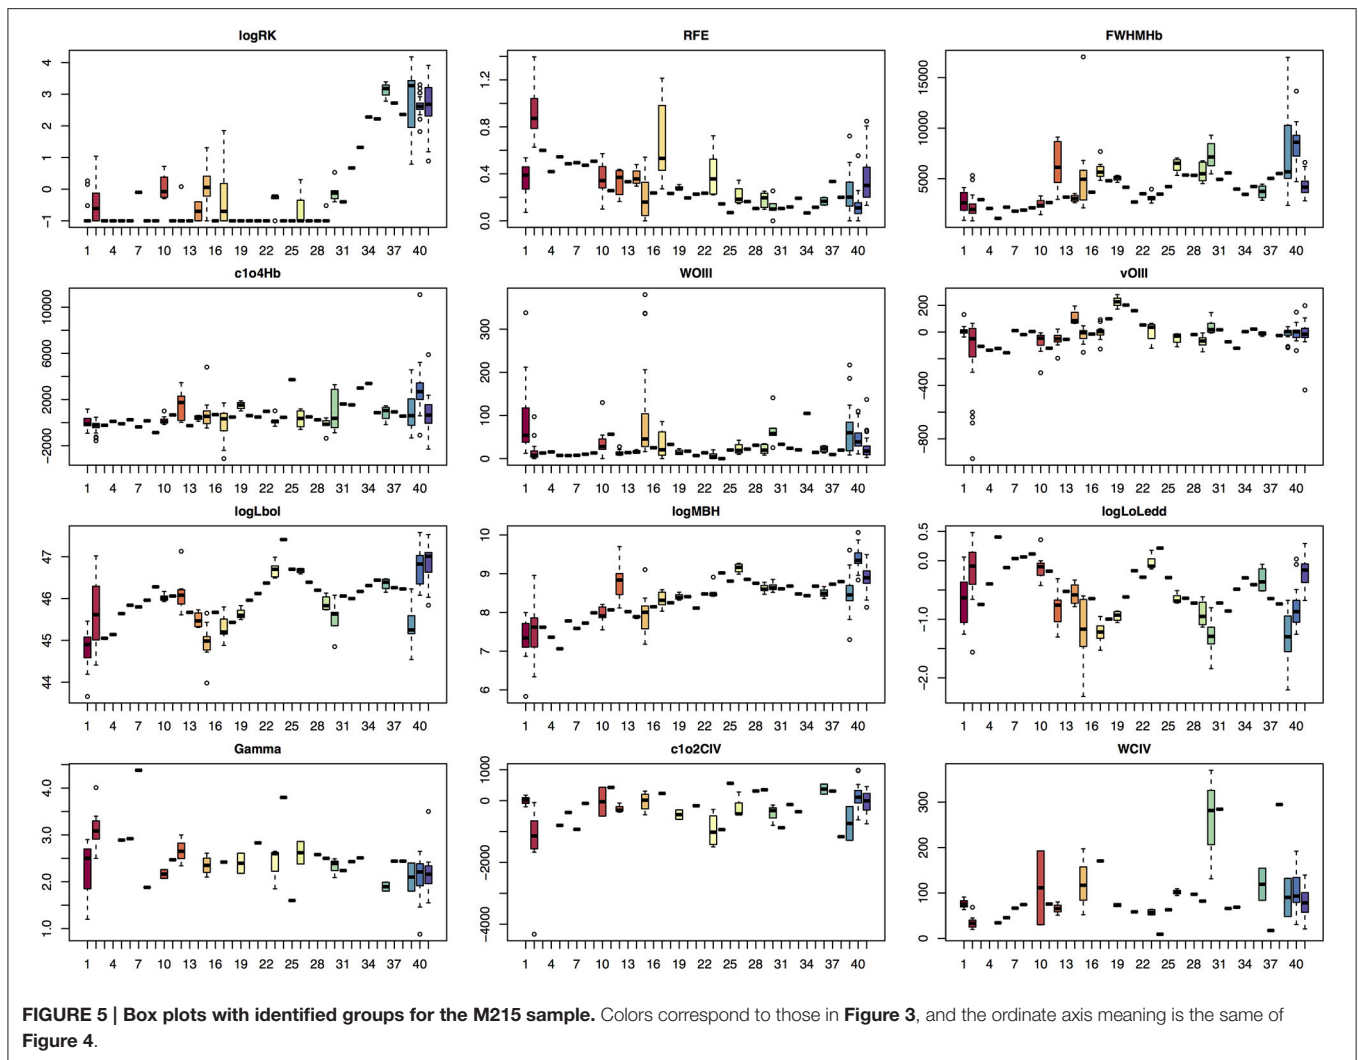 logRK
RFE
FWHMHb
4
3
2
1
0
−1
1.2
0.8
0.4
0.0
15000
10000
5000
1 4 7 10 13 16 19 22 25 28 31 34 37 40
1 4 7 10 13 16 19 22 25 28 31 34 37 40
1 4 7 10 13 16 19 22 25 28 31 34 37 40
c1o4Hb
WOIII
vOIII
10000
6000
2000
−2000
300
200
100
0
200
0
−400
−800
1 4 7 10 13 16 19 22 25 28 31 34 37 40
1 4 7 10 13 16 19 22 25 28 31 34 37 40
1 4 7 10 13 16 19 22 25 28 31 34 37 40
logLbol
logMBH
logLoLedd
47
46
45
44
10
9
8
7
6
0.5
0.0
−1.0
−2.0
1 4 7 10 13 16 19 22 25 28 31 34 37 40
1 4 7 10 13 16 19 22 25 28 31 34 37 40
1 4 7 10 13 16 19 22 25 28 31 34 37 40
Gamma
c1o2CIV
WCIV
4.0
3.0
2.0
1.0
1000
0
−2000
−4000
300
200
100
0
1 4 7 10 13 16 19 22 25 28 31 34 37 40
1 4 7 10 13 16 19 22 25 28 31 34 37 40
1 4 7 10 13 16 19 22 25 28 31 34 37 40
FIGURE 5 | Box plots with identified groups for the M215 sample. Colors correspond to those in Figure 3, and the ordinate axis meaning is the same of
Figure 4.